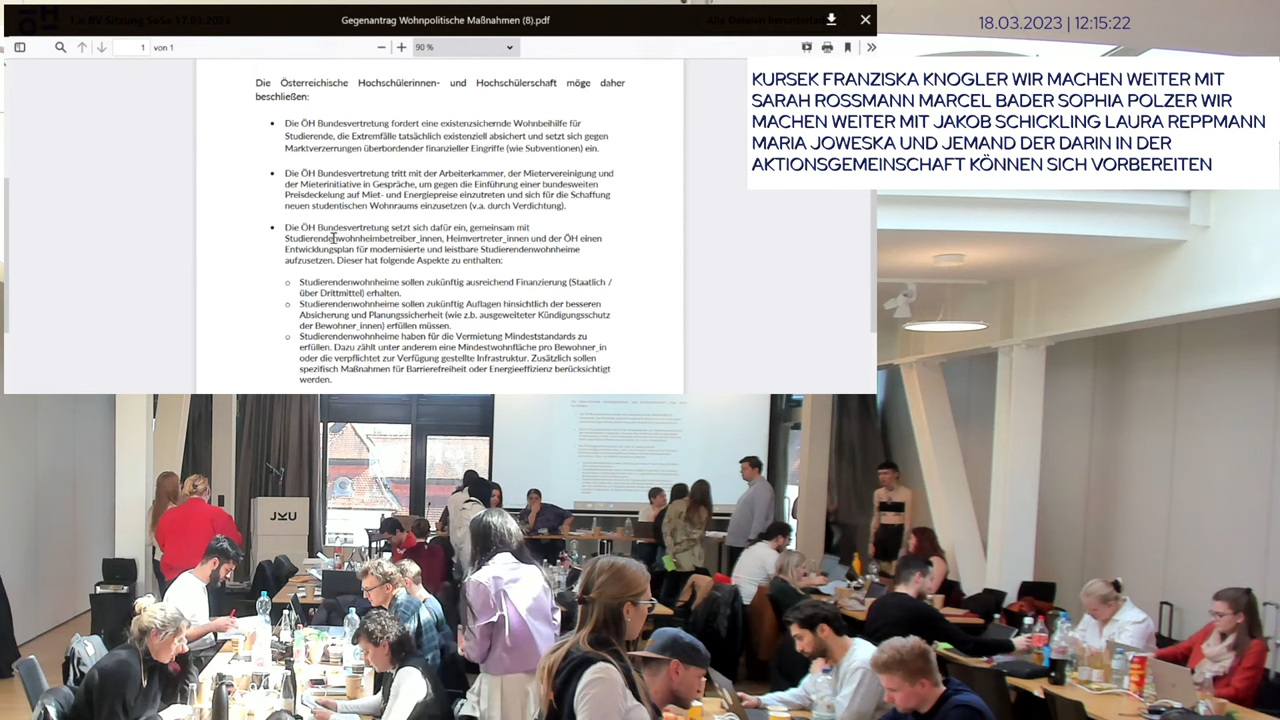 1.ao BV Sitzung SoSe 17.03.2023
Gegenantrag Wohnpolitische Maßnahmen (8).pdf
18.03.2023 | 12:15:22
1 von 1
90 %
Die Österreichische Hochschülerinnen- und Hochschülerschaft möge daher
beschließen:
• Die ÖH Bundesvertretung fordert eine existenzsichernde Wohnbeihilfe für
Studierende, die Extremfälle tatsächlich existenziell absichert und setzt sich gegen
Marktverzerrungen überbordender finanzieller Eingriffe (wie Subventionen) ein.
• Die ÖH Bundesvertretung tritt mit der Arbeiterkammer, der Mietervereinigung und
der Mieterinitiative in Gespräche, um gegen die Einführung einer bundesweiten
Preisdeckelung auf Miet- und Energiepreise einzutreten und sich für die Schaffung
neuen studentischen Wohnraums einzusetzen (v.a. durch Verdichtung).
• Die ÖH Bundesvertretung setzt sich dafür ein, gemeinsam mit
Studierendenwohnheimbetreiber_innen, Heimvertreter_innen und der ÖH einen
Entwicklungsplan für modernisierte und leistbare Studierendenwohnheime
aufzusetzen. Dieser hat folgende Aspekte zu enthalten:
o Studierendenwohnheime sollen zukünftig ausreichend Finanzierung (Staatlich /
über Drittmittel) erhalten.
o Studierendenwohnheime sollen zukünftig Auflagen hinsichtlich der besseren
Absicherung und Planungssicherheit (wie z.b. ausgeweiteter Kündigungsschutz
der Bewohner_innen) erfüllen müssen.
o Studierendenwohnheime haben für die Vermietung Mindeststandards zu
erfüllen. Dazu zählt unter anderem eine Mindestwohnfläche pro Bewohner_in
oder die verpflichtet zur Verfügung gestellte Infrastruktur. Zusätzlich sollen
spezifisch Maßnahmen für Barrierefreiheit oder Energieeffizienz berücksichtigt
werden.
KURSEK FRANZISKA KNOGLER WIR MACHEN WEITER MIT
SARAH ROSSMANN MARCEL BADER SOPHIA POLZER WIR
MACHEN WEITER MIT JAKOB SCHICKLING LAURA REPPMANN
MARIA JOWESKA UND JEMAND DER DARIN IN DER
AKTIONSGEMEINSCHAFT KÖNNEN SICH VORBEREITEN
JKU